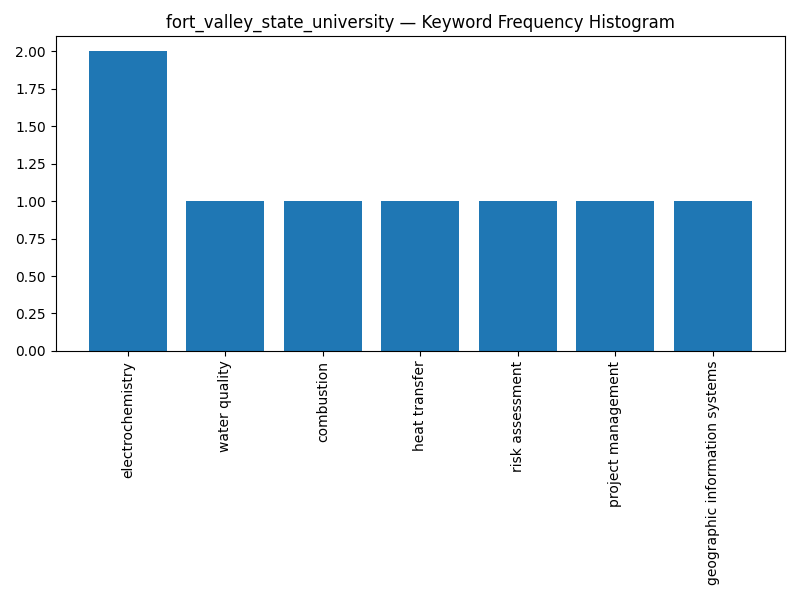 fort_valley_state_university — Keyword Frequency Histogram
2.00
1.75
1.50
1.25
1.00
0.75
0.50
0.25
0.00
electrochemistry
water quality
combustion
heat transfer
risk assessment
project management
geographic information systems